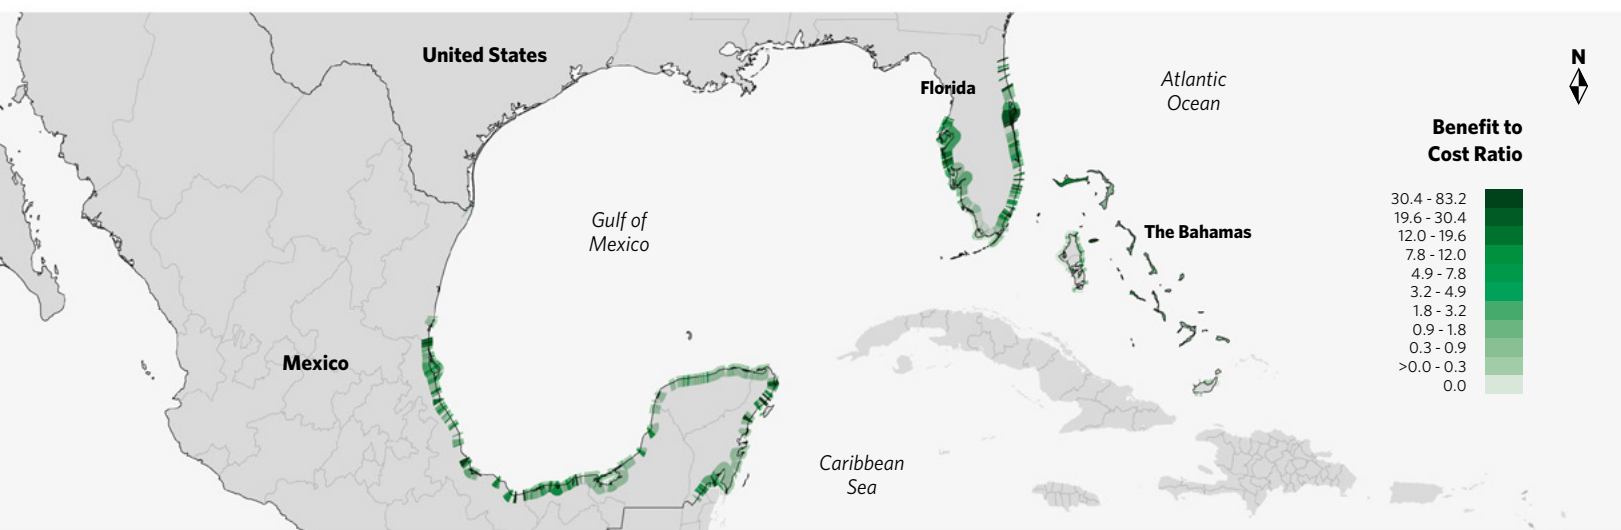 United States
Florida
Atlantic
Ocean
N
Gulf of
Mexico
The Bahamas
Mexico
Caribbean
Sea
Benefit to
Cost Ratio
30.4 - 83.2
19.6 - 30.4
12.0 - 19.6
7.8 - 12.0
4.9 - 7.8
3.2 - 4.9
1.8 - 3.2
0.9 - 1.8
0.3 - 0.9
>0.0 - 0.3
0.0